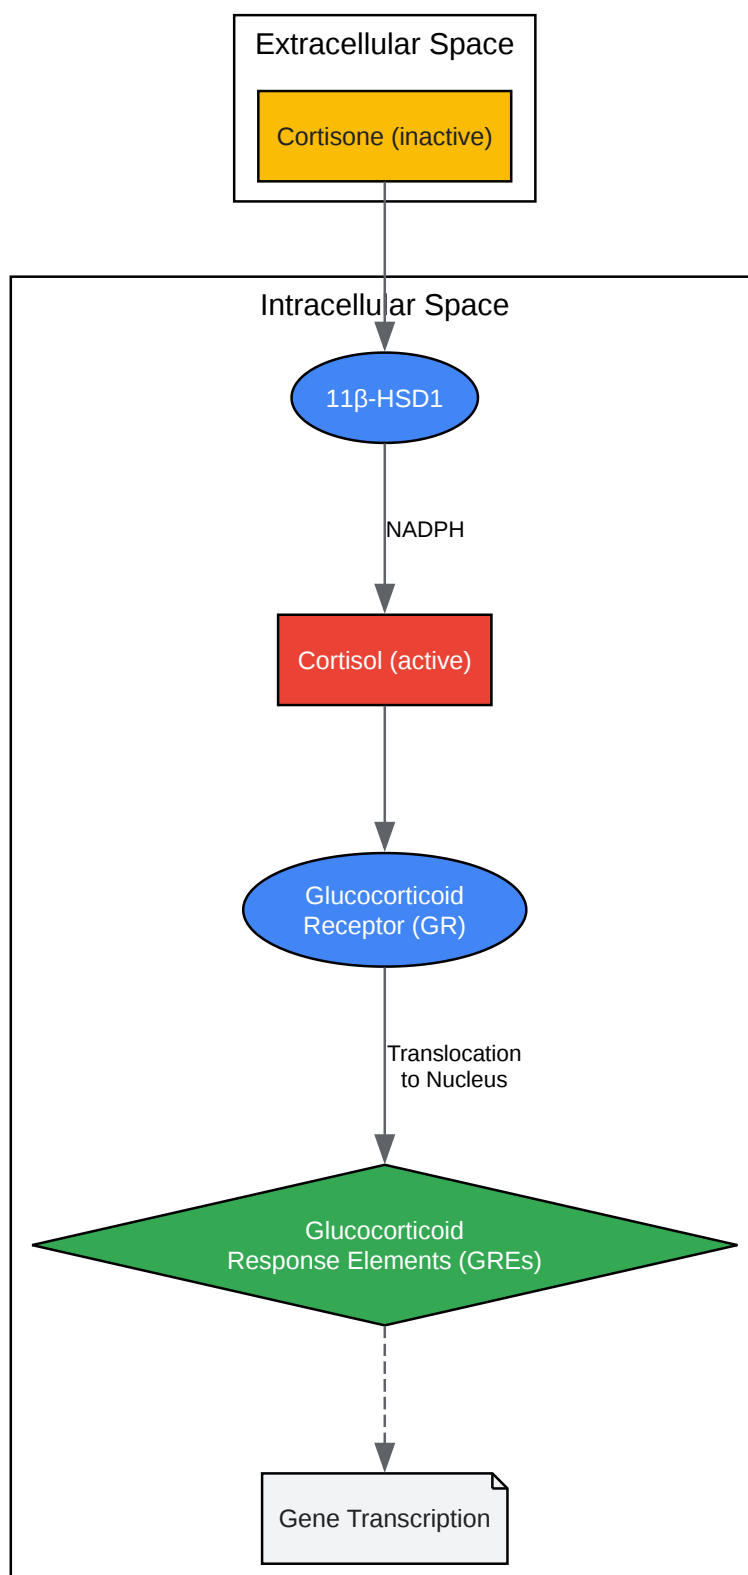 Extracellular Space
Cortisone (inactive)
Intracellular Space
11β-HSD1
NADPH
Cortisol (active)
Glucocorticoid
Receptor (GR)
Translocation
to Nucleus
Glucocorticoid
Response Elements (GREs)
Gene Transcription